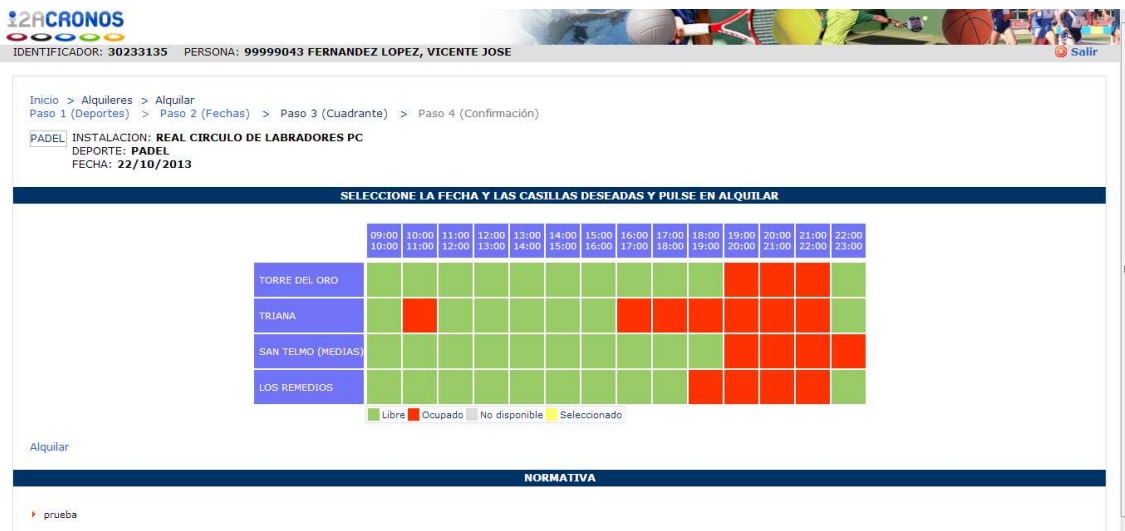 i2ACRONOS
IDENTIFICADOR: 30233135 PERSONA: 99999043 FERNANDEZ LOPEZ, VICENTE JOSE
Salir
Inicio > Alquileres > Alquilar
Paso 1 (Deportes) > Paso 2 (Fechas) > Paso 3 (Cuadrante) > Paso 4 (Confirmación)
PADEL INSTALACION: REAL CIRCULO DE LABRADORES PC
DEPORTE: PADEL
FECHA: 22/10/2013
SELECCIONE LA FECHA Y LAS CASILLAS DESEADAS Y PULSE EN ALQUILAR
09:00 10:00 11:00 12:00 13:00 14:00 15:00 16:00 17:00 18:00 19:00 20:00 21:00 22:00
10:00 11:00 12:00 13:00 14:00 15:00 16:00 17:00 18:00 19:00 20:00 21:00 22:00 23:00
TORRE DEL ORO
TRIANA
SAN TELMO (MEDIAS)
LOS REMEDIOS
Libre Ocupado No disponible Seleccionado
Alquilar
NORMATIVA
prueba